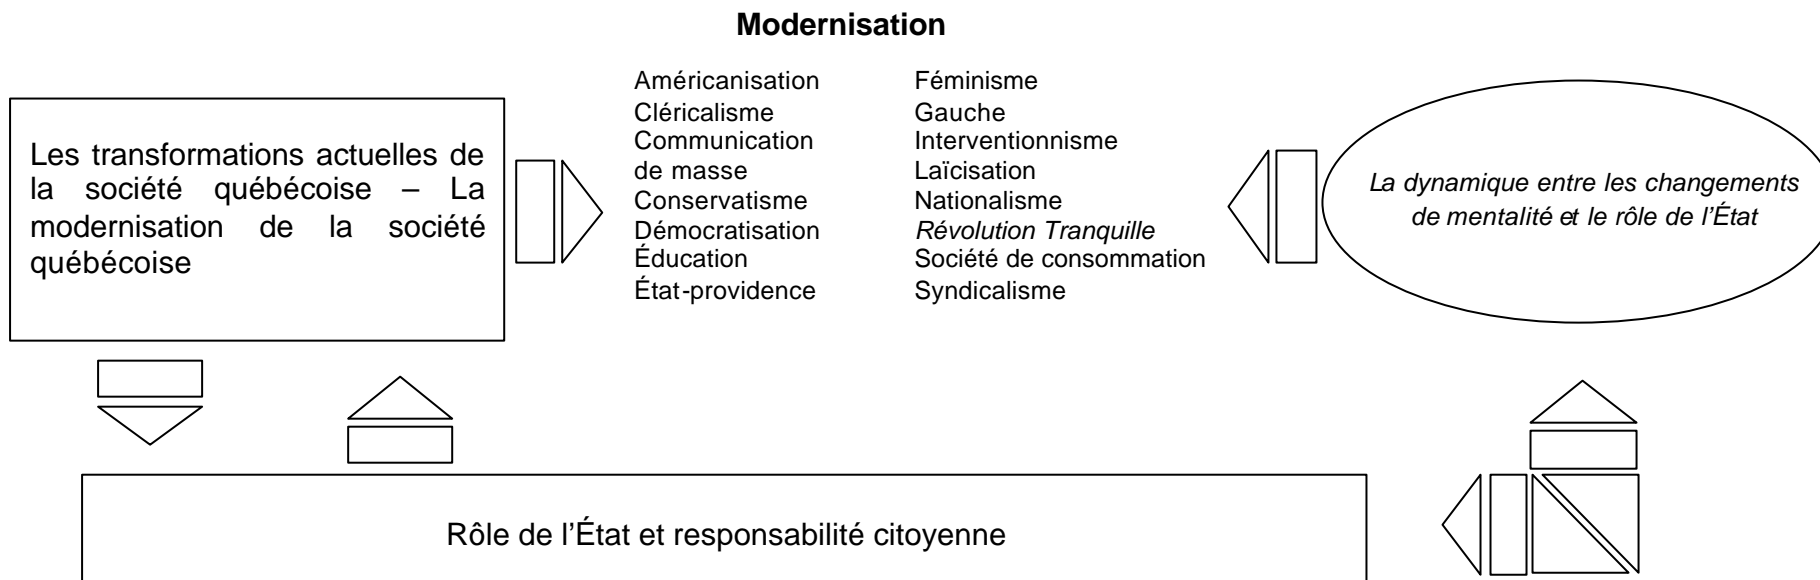 Modernisation
Les transformations actuelles de
la société québécoise – La
modernisation de la société
québécoise
Américanisation
Cléricalisme
Communication
de masse
Conservatisme
Démocratisation
Éducation
État-providence
Féminisme
Gauche
Interventionnisme
Laïcisation
Nationalisme
Révolution Tranquille
Société de consommation
Syndicalisme
La dynamique entre les changements
de mentalité et le rôle de l'État
Rôle de l'État et responsabilité citoyenne